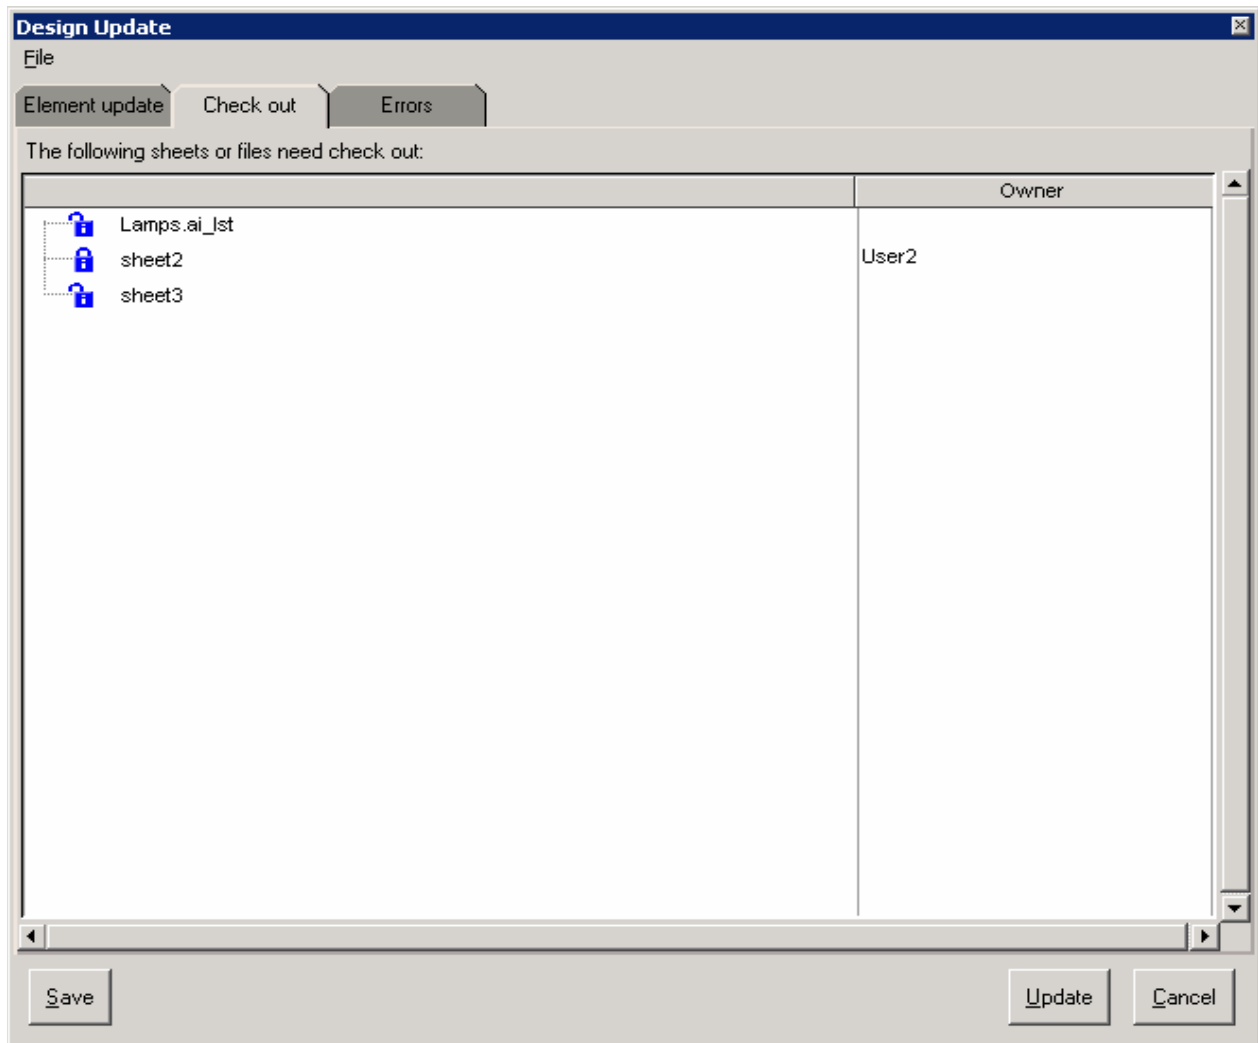 Design Update
File
Element update Check out Errors
The following sheets or files need check out:
Owner
Lamps.ai_lst
sheet2 User2
sheet3
Save Update Cancel